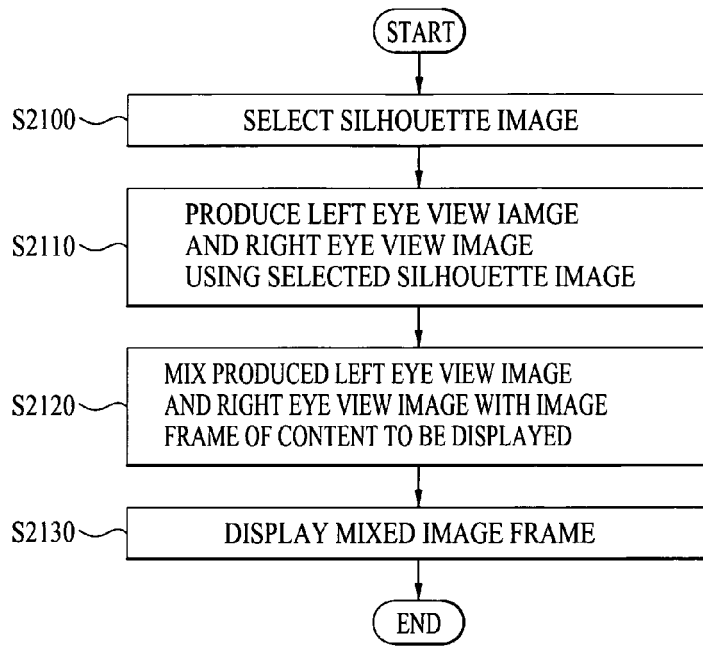 START
S2100
SELECT SILHOUETTE IMAGE
S2110
PRODUCE LEFT EYE VIEW IAMGE
AND RIGHT EYE VIEW IMAGE
USING SELECTED SILHOUETTE IMAGE
S2120
MIX PRODUCED LEFT EYE VIEW IMAGE
AND RIGHT EYE VIEW IMAGE WITH IMAGE
FRAME OF CONTENT TO BE DISPLAYED
S2130
DISPLAY MIXED IMAGE FRAME
END